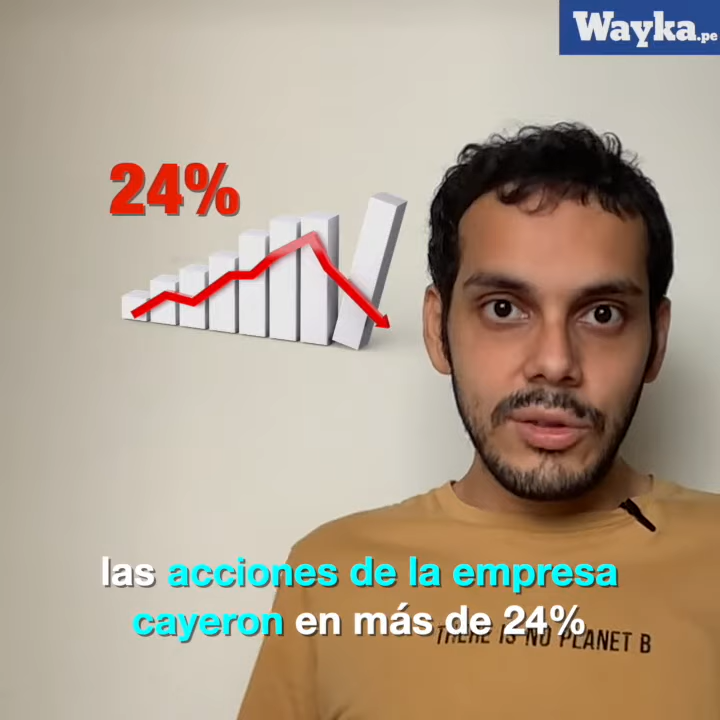 Wayka.pe
24%
las acciones de la empresa
cayeron en más de 24%
THERE IS NO PLANET B